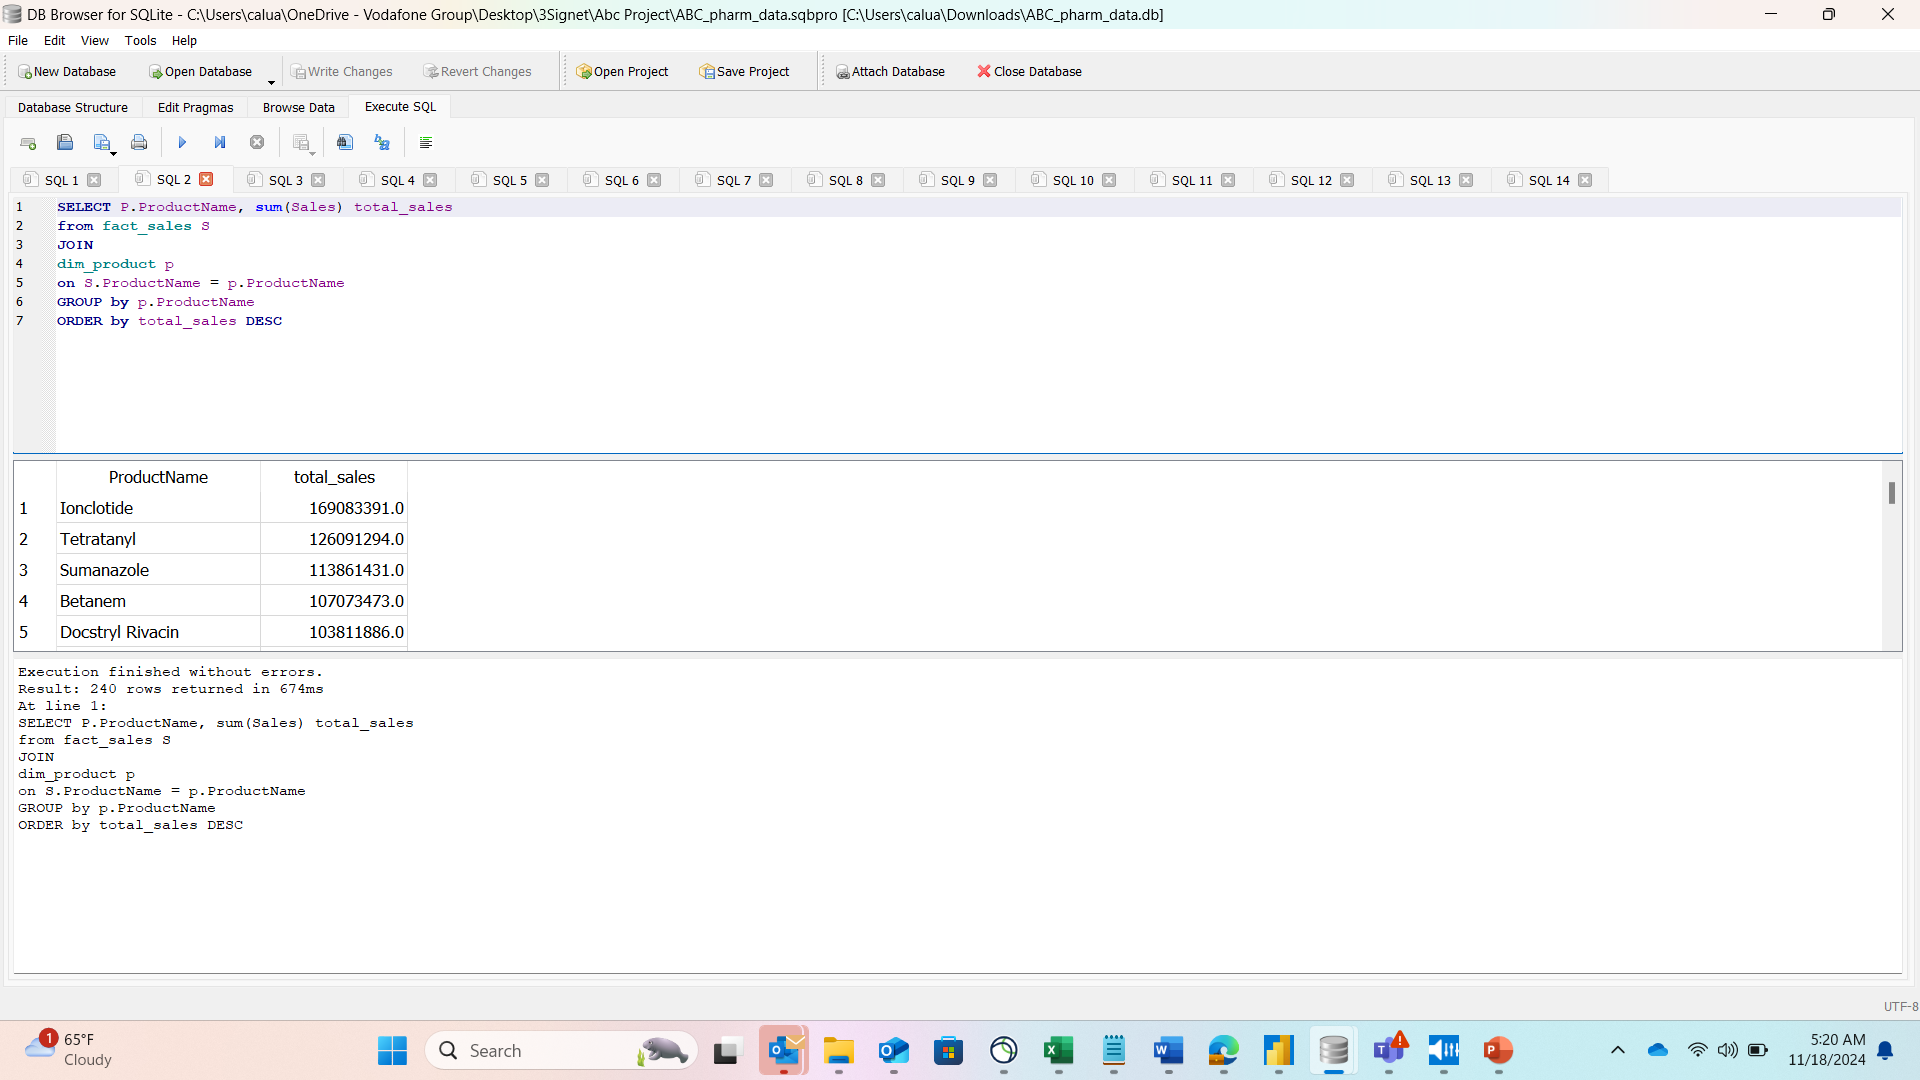 DB Browser for SQLite - C:\Users\calua\OneDrive - Vodafone Group\Desktop\3Signet\Abc Project\ABC_pharm_data.sqbpro [C:\Users\calua\Downloads\ABC_pharm_data.db]
File Edit View Tools Help
New Database Open Database Write Changes Revert Changes Open Project Save Project Attach Database Close Database
Database Structure Edit Pragmas Browse Data Execute SQL
SQL 1 SQL 2 SQL 3 SQL 4 SQL 5 SQL 6 SQL 7 SQL 8 SQL 9 SQL 10 SQL 11 SQL 12 SQL 13 SQL 14
1 SELECT P.ProductName, sum(Sales) total_sales
2 from fact_sales S
3 JOIN
4 dim_product p
5 on S.ProductName = p.ProductName
6 GROUP by p.ProductName
7 ORDER by total_sales DESC
ProductName total_sales
1 Ionclotide 169083391.0
2 Tetratanyl 126091294.0
3 Sumanazole 113861431.0
4 Betanem 107073473.0
5 Docstryl Rivacin 103811886.0
Execution finished without errors.
Result: 240 rows returned in 674ms
At line 1:
SELECT P.ProductName, sum(Sales) total_sales
from fact_sales S
JOIN
dim_product p
on S.ProductName = p.ProductName
GROUP by p.ProductName
ORDER by total_sales DESC
UTF-8
1 65°F
Cloudy
Search
5:20 AM
11/18/2024